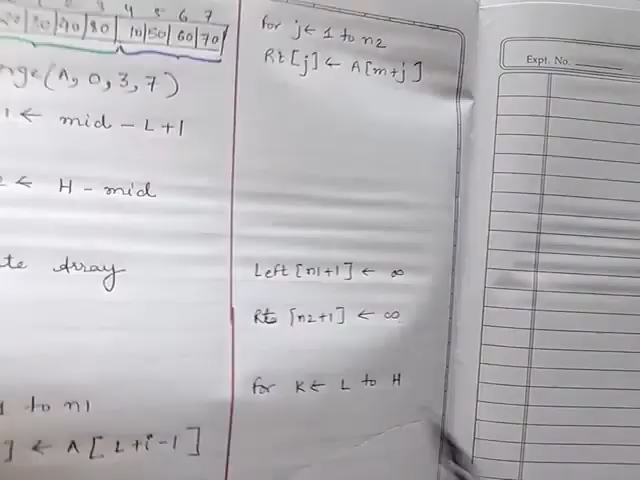 4 5 6 7
30 40 80 10 50 60 70
nge(A, 0, 3, 7)
1 ← mid - L + 1
← H - mid
te Array
1 to n1
] ← A[L+i-1]
for j ← 1 to n2
Rt[j] ← A[m+j]
Left[n1+1] ← ∞
Rt [n2+1] ← ∞
for K ← L to H
Expt. No.